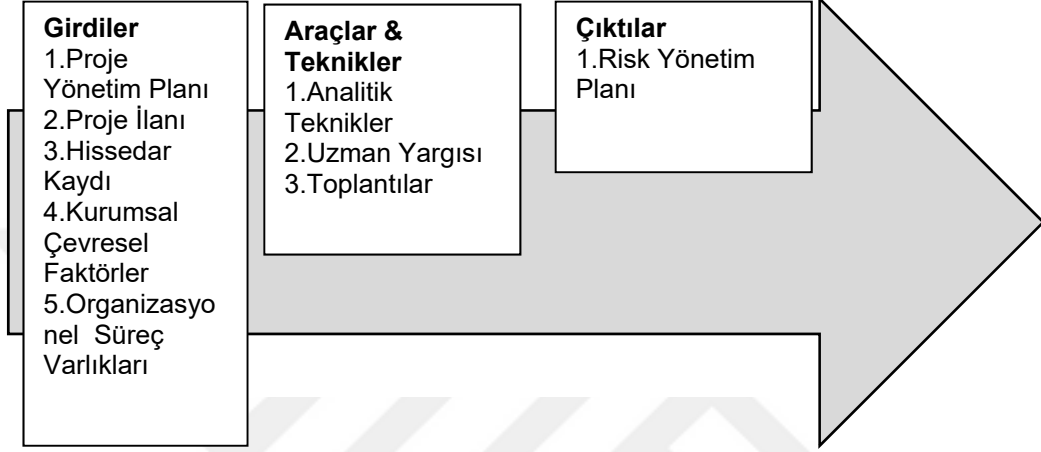 Girdiler
1.Proje
Yönetim Planı
2.Proje İlanı
3.Hissedar
Kaydı
4.Kurumsal
Çevresel
Faktörler
5.Organizasyo
nel Süreç
Varlıkları
Araçlar &
Teknikler
1.Analitik
Teknikler
2.Uzman Yargısı
3.Toplantılar
Çıktılar
1.Risk Yönetim
Planı